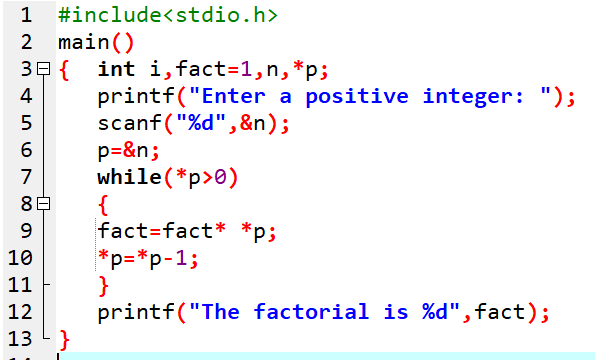 1 #include<stdio.h>
2 main()
3 { int i,fact=1,n,*p;
4 printf("Enter a positive integer: ");
5 scanf("%d",&n);
6 p=&n;
7 while(*p>0)
8 {
9 fact=fact* *p;
10 *p=*p-1;
11 }
12 printf("The factorial is %d",fact);
13 }
14